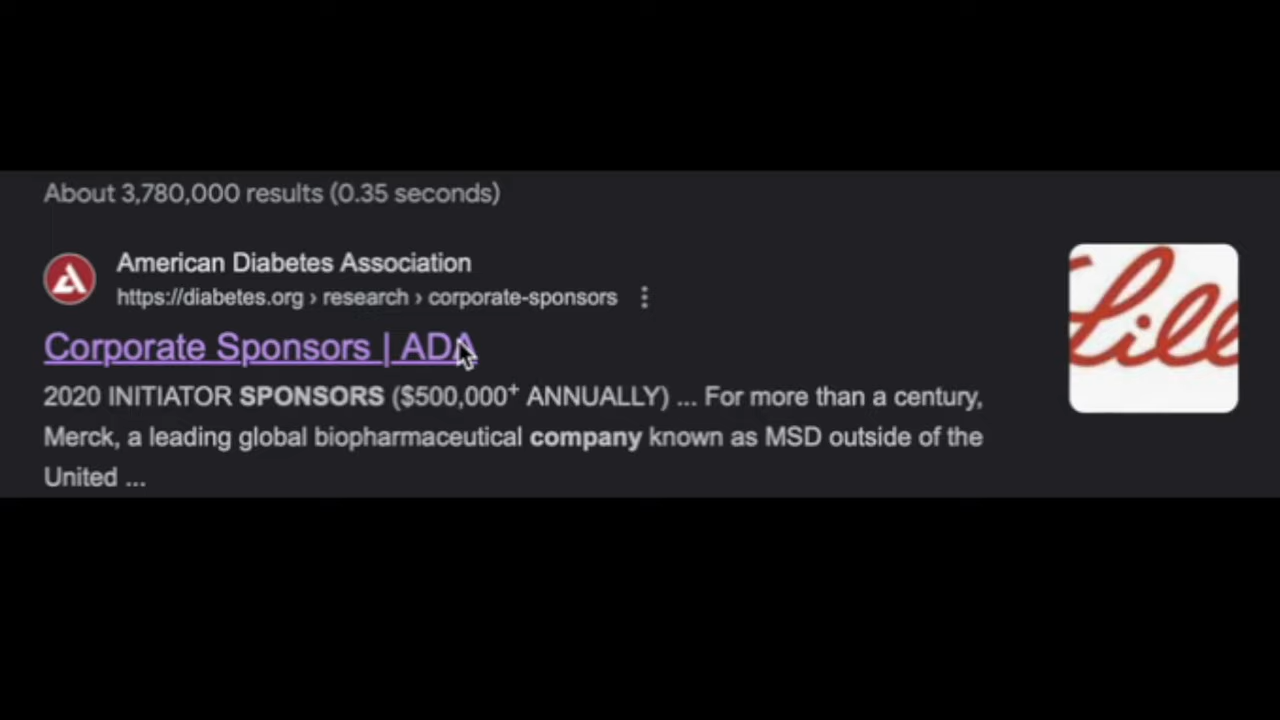 About 3,780,000 results (0.35 seconds)
American Diabetes Association
https://diabetes.org › research › corporate-sponsors
Corporate Sponsors | ADA
2020 INITIATOR SPONSORS ($500,000+ ANNUALLY) ... For more than a century,
Merck, a leading global biopharmaceutical company known as MSD outside of the
United ...
Lill